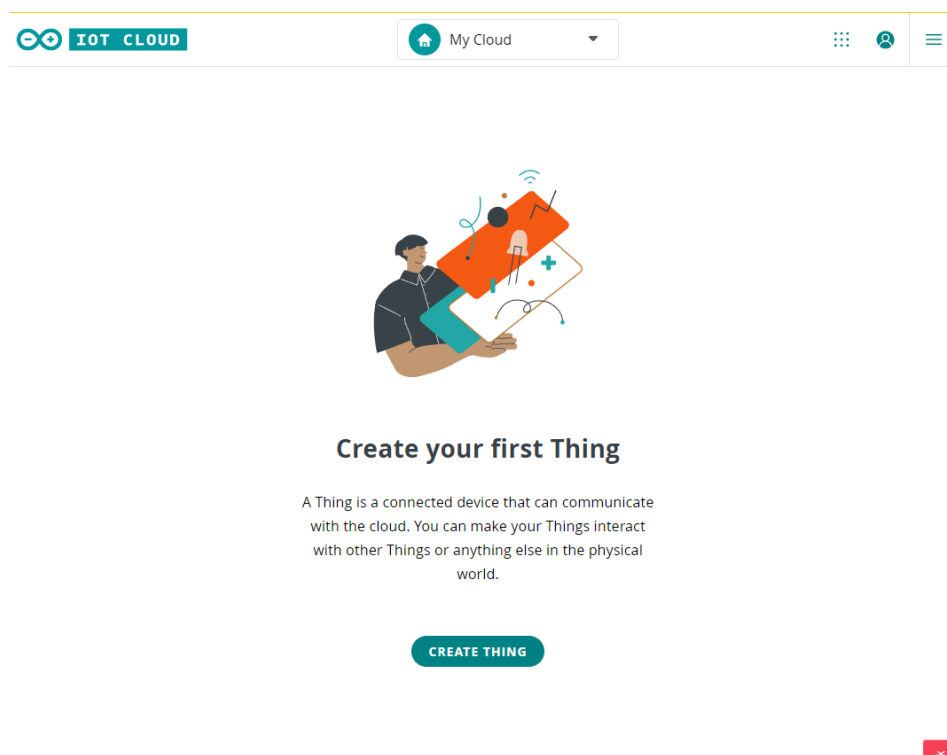 IOT CLOUD
My Cloud
Create your first Thing
A Thing is a connected device that can communicate
with the cloud. You can make your Things interact
with other Things or anything else in the physical
world.
CREATE THING